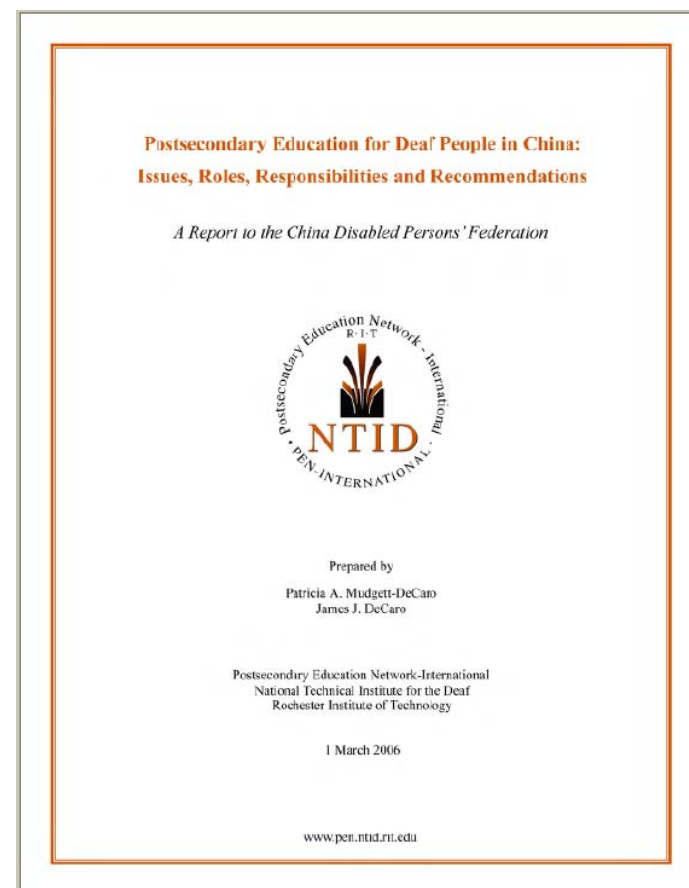 Postsecondary Education for Deaf People in China:
Issues, Roles, Responsibilities and Recommendations
A Report to the China Disabled Persons' Federation
Postsecondary Education Network - International
R·I·T
NTID
• PEN-INTERNATIONAL •
Prepared by
Patricia A. Mudgett-DeCaro
James J. DeCaro
Postsecondary Education Network-International
National Technical Institute for the Deaf
Rochester Institute of Technology
1 March 2006
www.pen.ntid.rit.edu